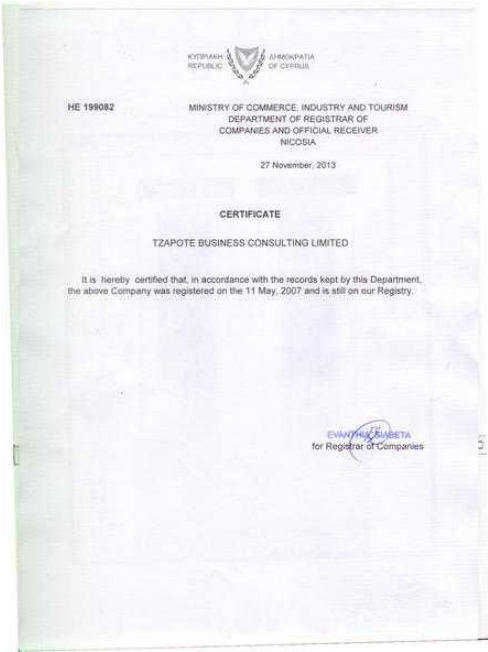 ΚΥΠΡΙΑΚΗ ΔΗΜΟΚΡΑΤΙΑ
REPUBLIC OF CYPRUS
HE 199082
MINISTRY OF COMMERCE, INDUSTRY AND TOURISM
DEPARTMENT OF REGISTRAR OF
COMPANIES AND OFFICIAL RECEIVER
NICOSIA
27 November, 2013
CERTIFICATE
TZAPOTE BUSINESS CONSULTING LIMITED
It is hereby certified that, in accordance with the records kept by this Department,
the above Company was registered on the 11 May, 2007 and is still on our Registry.
for Registrar of Companies